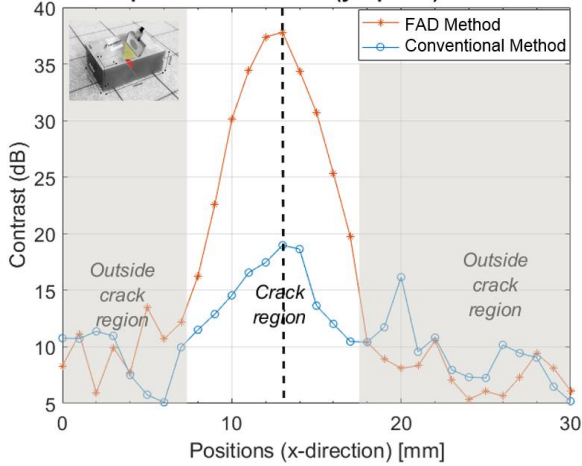 FAD Method
Conventional Method
Contrast (dB)
40
35
30
25
20
15
10
5
Outside
crack
region
Crack
region
Outside
crack
region
0
10
20
30
Positions (x-direction) [mm]